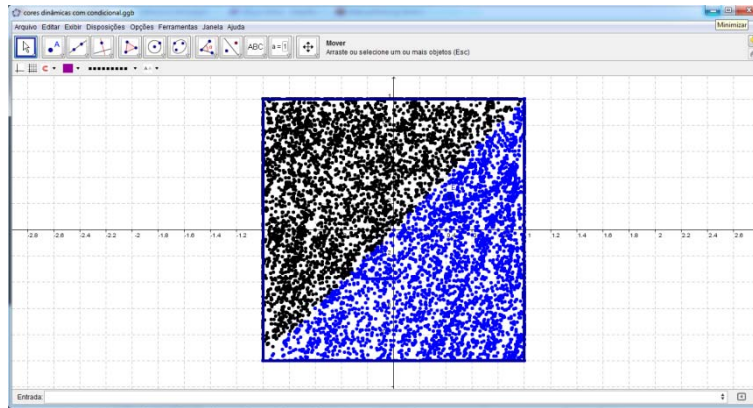 cores dinâmicas com condicional.ggb
Minimizar
Arquivo Editar Exibir Disposições Opções Ferramentas Janela Ajuda
A
ABC
a = 1
Mover
Arraste ou selecione um ou mais objetos (Esc)
-2.8 -2.6 -2.4 -2.2 -2 -1.8 -1.6 -1.4 -1.2 1 1.2 1.4 1.6 1.8 2 2.2 2.4 2.6
Entrada: